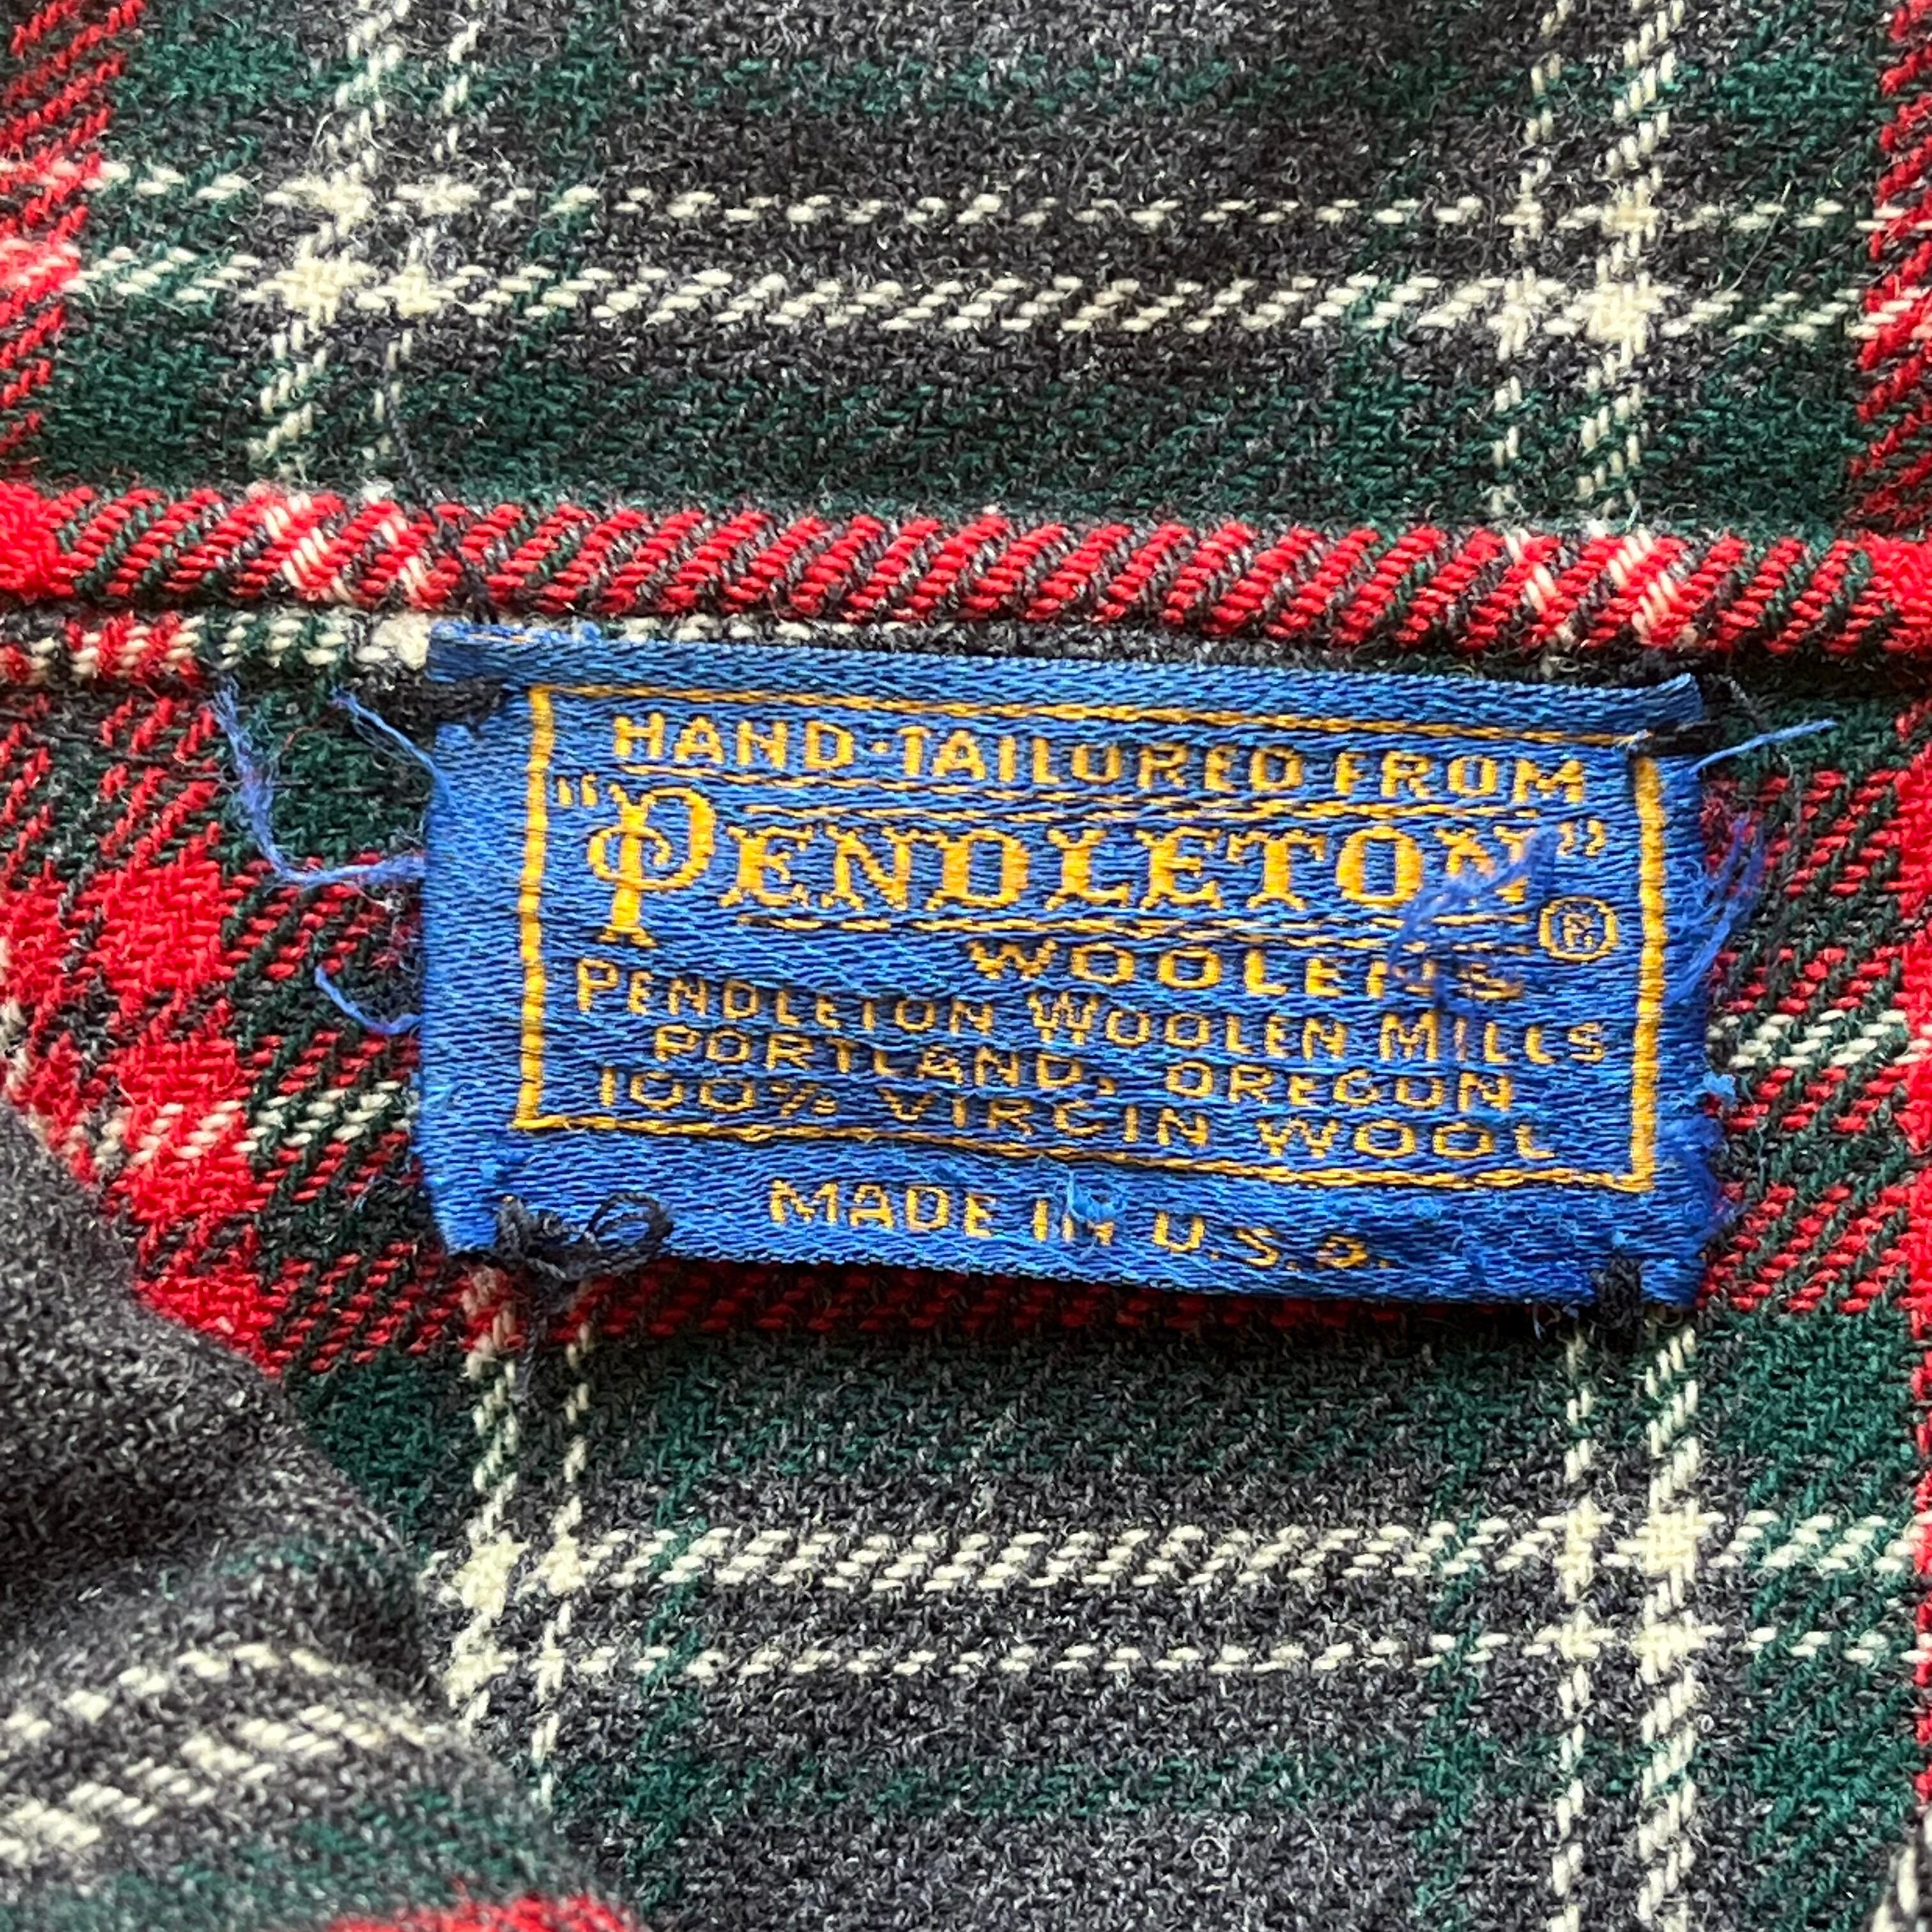 HAND-TAILORED FROM
"PENDLETON"®
WOOLENS
PENDLETON WOOLEN MILLS
PORTLAND, OREGON
100% VIRGIN WOOL
MADE IN U.S.A.